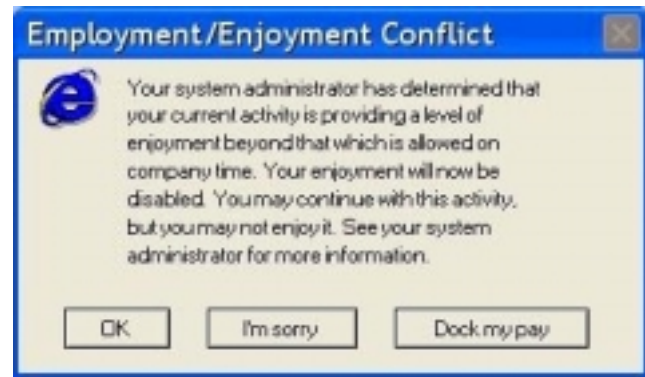 Employment/Enjoyment Conflict
Your system administrator has determined that
your current activity is providing a level of
enjoyment beyond that which is allowed on
company time. Your enjoyment will now be
disabled. You may continue with this activity,
but you may not enjoy it. See your system
administrator for more information.
OK I'm sorry Dock my pay